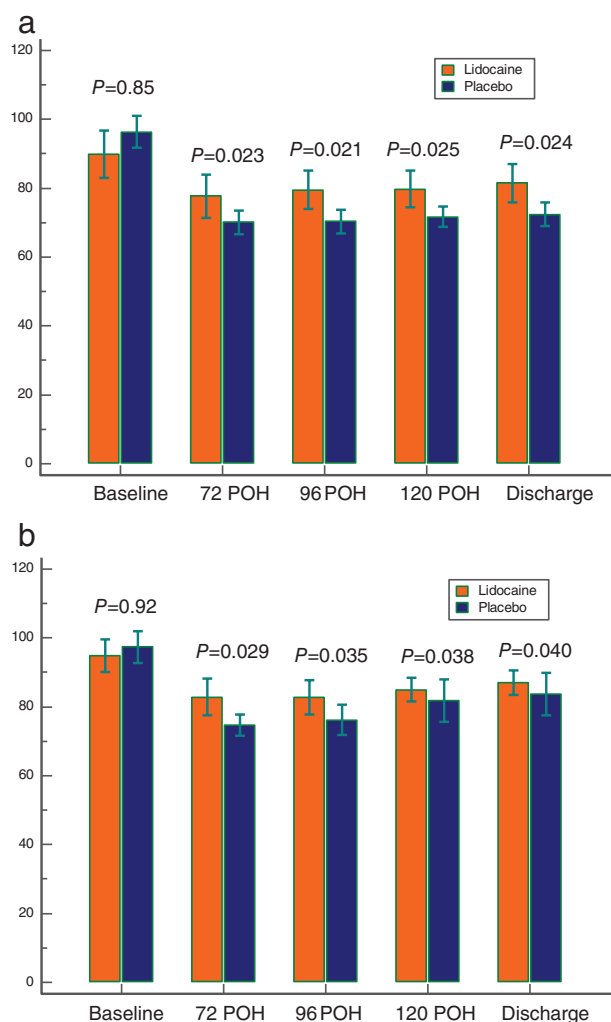 a
120
100
80
60
40
20
0
Lidocaine
Placebo
P=0.85
P=0.023
P=0.021
P=0.025
P=0.024
Baseline 72 POH 96 POH 120 POH Discharge
b
120
100
80
60
40
20
0
Lidocaine
Placebo
P=0.92
P=0.029
P=0.035
P=0.038
P=0.040
Baseline 72 POH 96 POH 120 POH Discharge